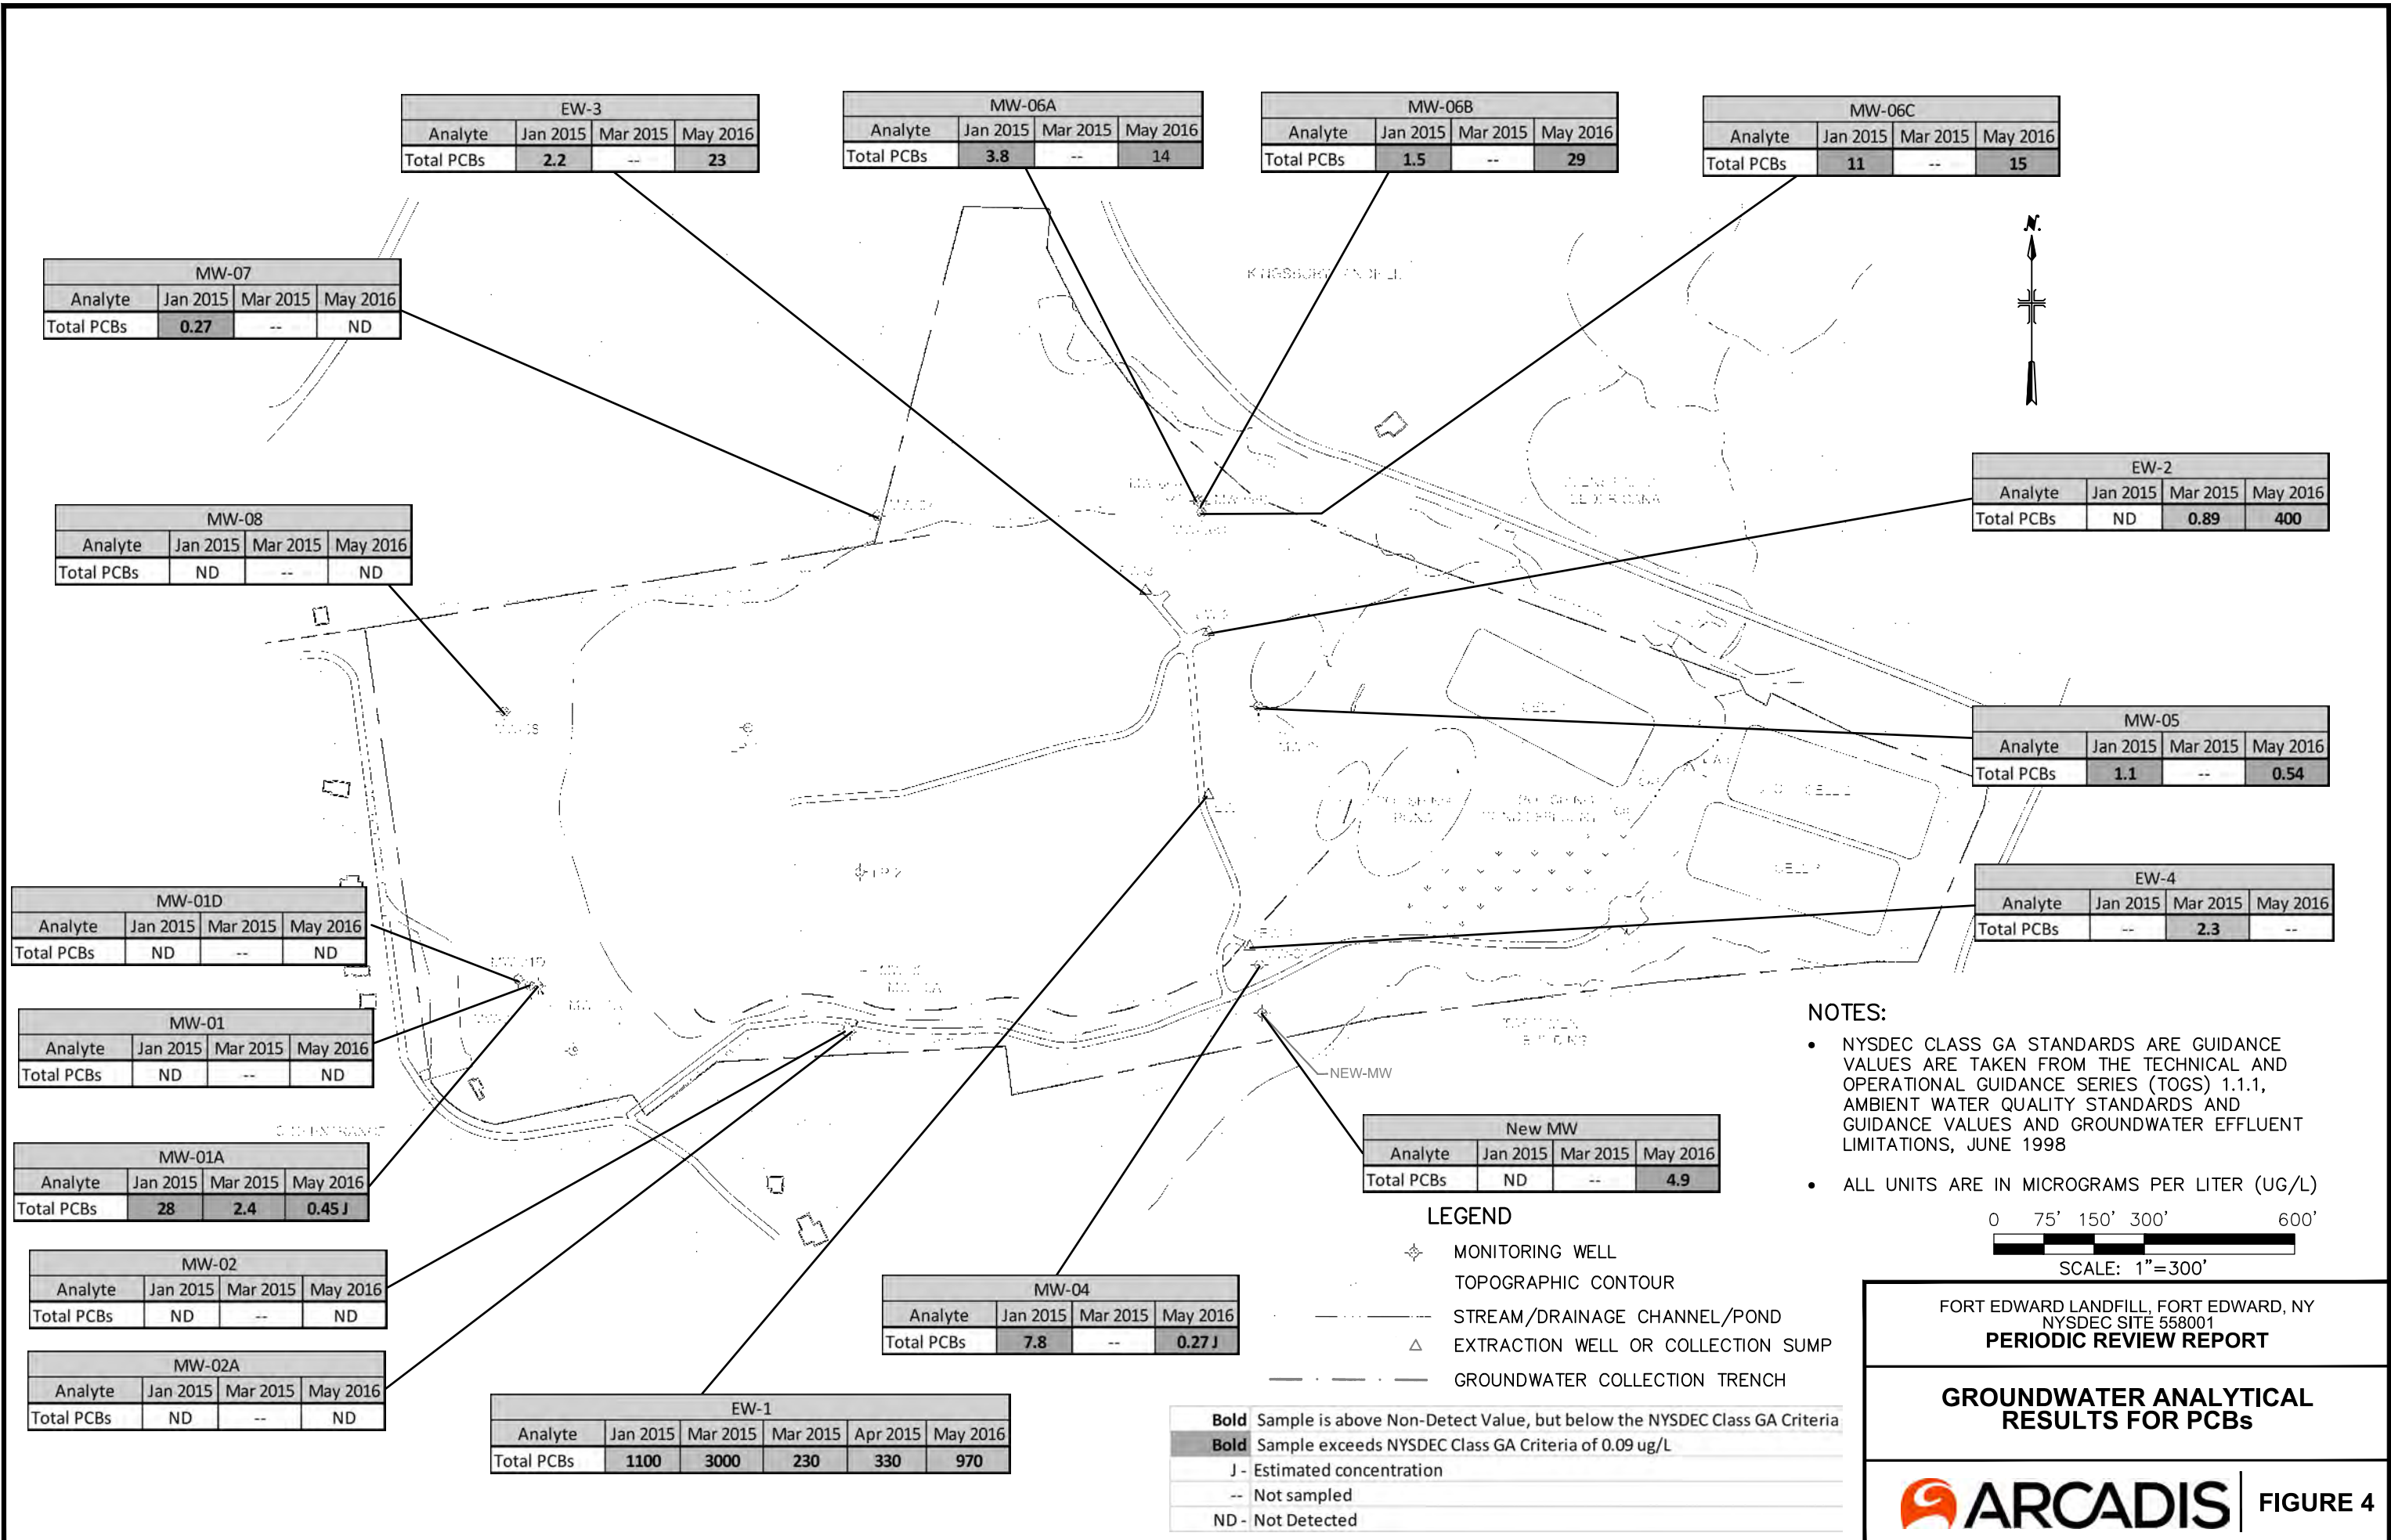 EW-3
Analyte Jan 2015 Mar 2015 May 2016
Total PCBs 2.2 -- 23
MW-06A
Analyte Jan 2015 Mar 2015 May 2016
Total PCBs 3.8 -- 14
MW-06B
Analyte Jan 2015 Mar 2015 May 2016
Total PCBs 1.5 -- 29
MW-06C
Analyte Jan 2015 Mar 2015 May 2016
Total PCBs 11 -- 15
N.
MW-07
Analyte Jan 2015 Mar 2015 May 2016
Total PCBs 0.27 -- ND
EW-2
Analyte Jan 2015 Mar 2015 May 2016
Total PCBs ND 0.89 400
MW-08
Analyte Jan 2015 Mar 2015 May 2016
Total PCBs ND -- ND
MW-05
Analyte Jan 2015 Mar 2015 May 2016
Total PCBs 1.1 -- 0.54
EW-4
Analyte Jan 2015 Mar 2015 May 2016
Total PCBs -- 2.3 --
MW-01D
Analyte Jan 2015 Mar 2015 May 2016
Total PCBs ND -- ND
MW-01
Analyte Jan 2015 Mar 2015 May 2016
Total PCBs ND -- ND
MW-01A
Analyte Jan 2015 Mar 2015 May 2016
Total PCBs 28 2.4 0.45 J
MW-02
Analyte Jan 2015 Mar 2015 May 2016
Total PCBs ND -- ND
MW-02A
Analyte Jan 2015 Mar 2015 May 2016
Total PCBs ND -- ND
EW-1
Analyte Jan 2015 Mar 2015 Mar 2015 Apr 2015 May 2016
Total PCBs 1100 3000 230 330 970
MW-04
Analyte Jan 2015 Mar 2015 May 2016
Total PCBs 7.8 -- 0.27 J
NEW-MW
New MW
Analyte Jan 2015 Mar 2015 May 2016
Total PCBs ND -- 4.9
LEGEND
MONITORING WELL
TOPOGRAPHIC CONTOUR
STREAM/DRAINAGE CHANNEL/POND
EXTRACTION WELL OR COLLECTION SUMP
GROUNDWATER COLLECTION TRENCH
Bold Sample is above Non-Detect Value, but below the NYSDEC Class GA Criteria
Bold Sample exceeds NYSDEC Class GA Criteria of 0.09 ug/L
J - Estimated concentration
-- Not sampled
ND - Not Detected
NOTES:
• NYSDEC CLASS GA STANDARDS ARE GUIDANCE
VALUES ARE TAKEN FROM THE TECHNICAL AND
OPERATIONAL GUIDANCE SERIES (TOGS) 1.1.1,
AMBIENT WATER QUALITY STANDARDS AND
GUIDANCE VALUES AND GROUNDWATER EFFLUENT
LIMITATIONS, JUNE 1998
• ALL UNITS ARE IN MICROGRAMS PER LITER (UG/L)
0 75' 150' 300' 600'
SCALE: 1"=300'
FORT EDWARD LANDFILL, FORT EDWARD, NY
NYSDEC SITE 558001
PERIODIC REVIEW REPORT
GROUNDWATER ANALYTICAL
RESULTS FOR PCBs
ARCADIS
FIGURE 4